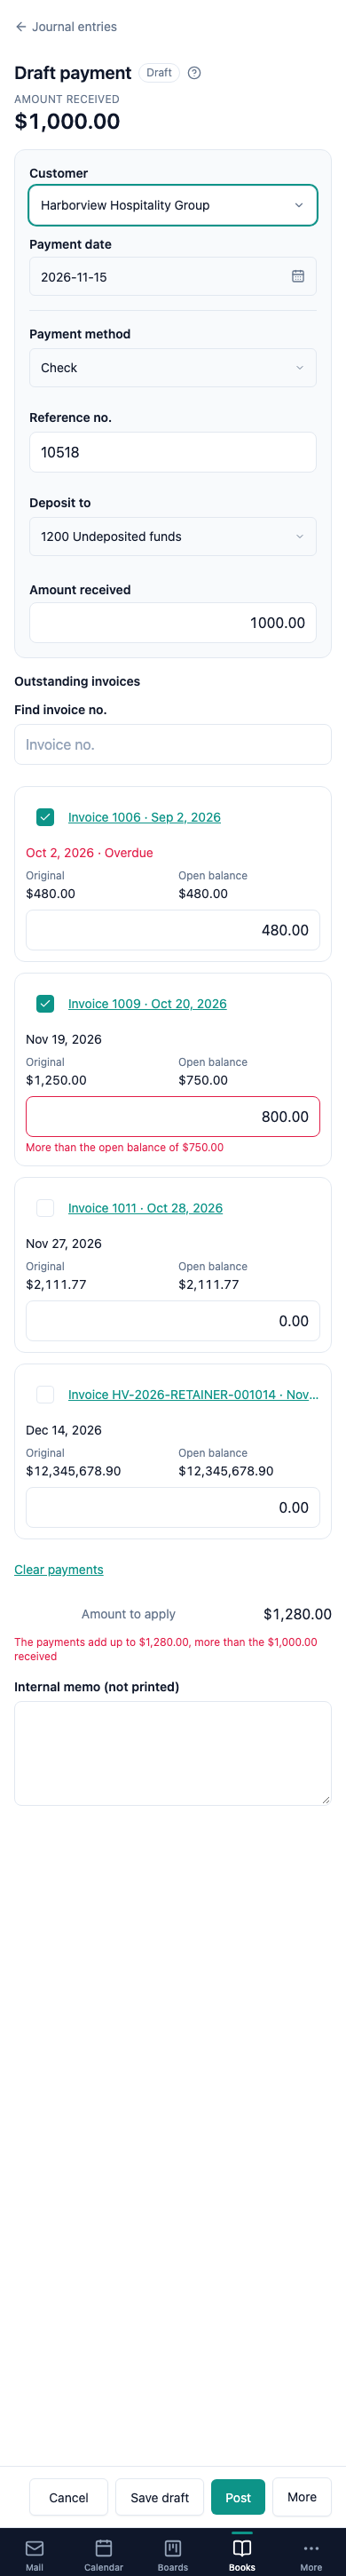 Journal entries
Draft payment Draft
AMOUNT RECEIVED
$1,000.00
Customer
Harborview Hospitality Group
Payment date
2026-11-15
Payment method
Check
Reference no.
10518
Deposit to
1200 Undeposited funds
Amount received
1000.00
Outstanding invoices
Find invoice no.
Invoice no.
Invoice 1006 · Sep 2, 2026
Oct 2, 2026 · Overdue
Original Open balance
$480.00 $480.00
480.00
Invoice 1009 · Oct 20, 2026
Nov 19, 2026
Original Open balance
$1,250.00 $750.00
800.00
More than the open balance of $750.00
Invoice 1011 · Oct 28, 2026
Nov 27, 2026
Original Open balance
$2,111.77 $2,111.77
0.00
Invoice HV-2026-RETAINER-001014 · Nov...
Dec 14, 2026
Original Open balance
$12,345,678.90 $12,345,678.90
0.00
Clear payments
Amount to apply $1,280.00
The payments add up to $1,280.00, more than the $1,000.00
received
Internal memo (not printed)
Cancel Save draft Post More
Mail Calendar Boards Books More